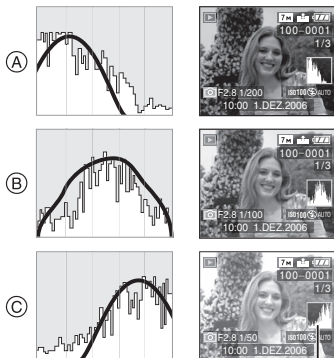 A
7M
100-0001
1/3
F2.8 1/200 ISO100 AUTO
10:00 1.DEZ.2006
B
7M
100-0001
1/3
F2.8 1/100 ISO100 AUTO
10:00 1.DEZ.2006
C
7M
100-0001
1/3
F2.8 1/50 ISO100 AUTO
10:00 1.DEZ.2006